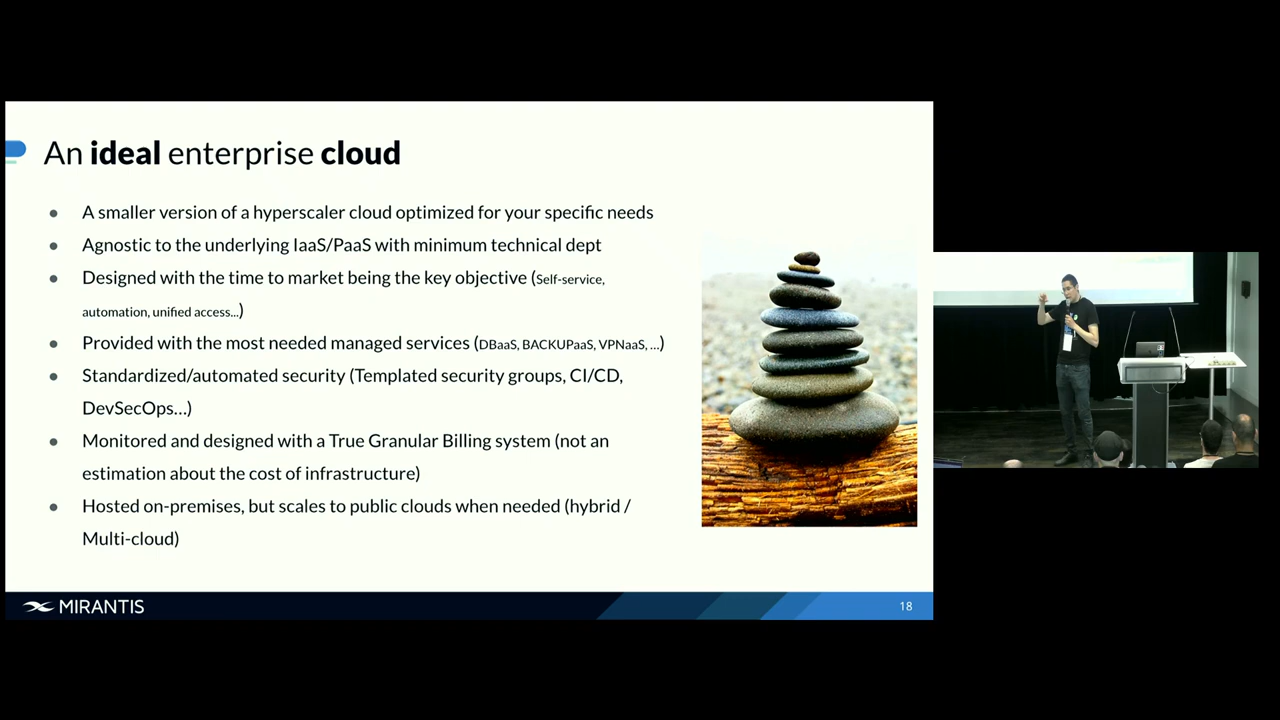 An ideal enterprise cloud
● A smaller version of a hyperscaler cloud optimized for your specific needs
● Agnostic to the underlying IaaS/PaaS with minimum technical dept
● Designed with the time to market being the key objective (Self-service,
automation, unified access...)
● Provided with the most needed managed services (DBaaS, BACKUPaaS, VPNaaS, ...)
● Standardized/automated security (Templated security groups, CI/CD,
DevSecOps...)
● Monitored and designed with a True Granular Billing system (not an
estimation about the cost of infrastructure)
● Hosted on-premises, but scales to public clouds when needed (hybrid /
Multi-cloud)
MIRANTIS
18